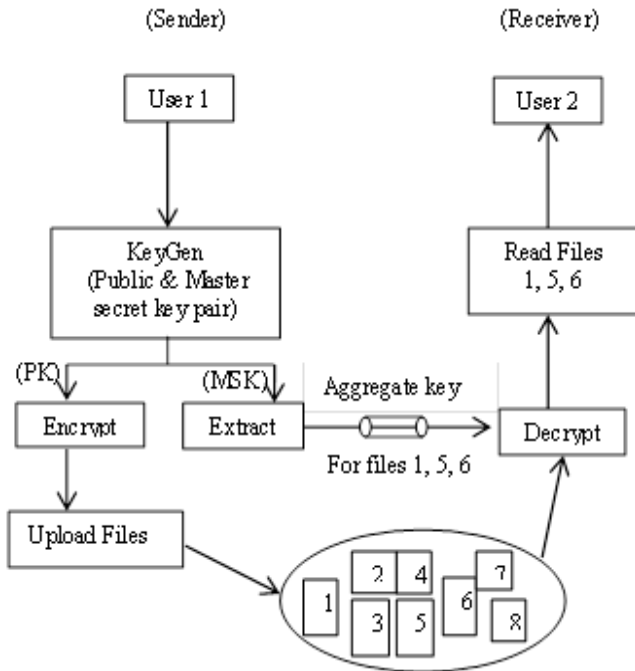 (Sender)
(Receiver)
User 1
User 2
KeyGen
(Public & Master
secret key pair)
Read Files
1, 5, 6
(PK)
(MSK)
Aggregate key
Encrypt
Extract
Decrypt
For files 1, 5, 6
Upload Files
1
2
4
3
5
6
7
8